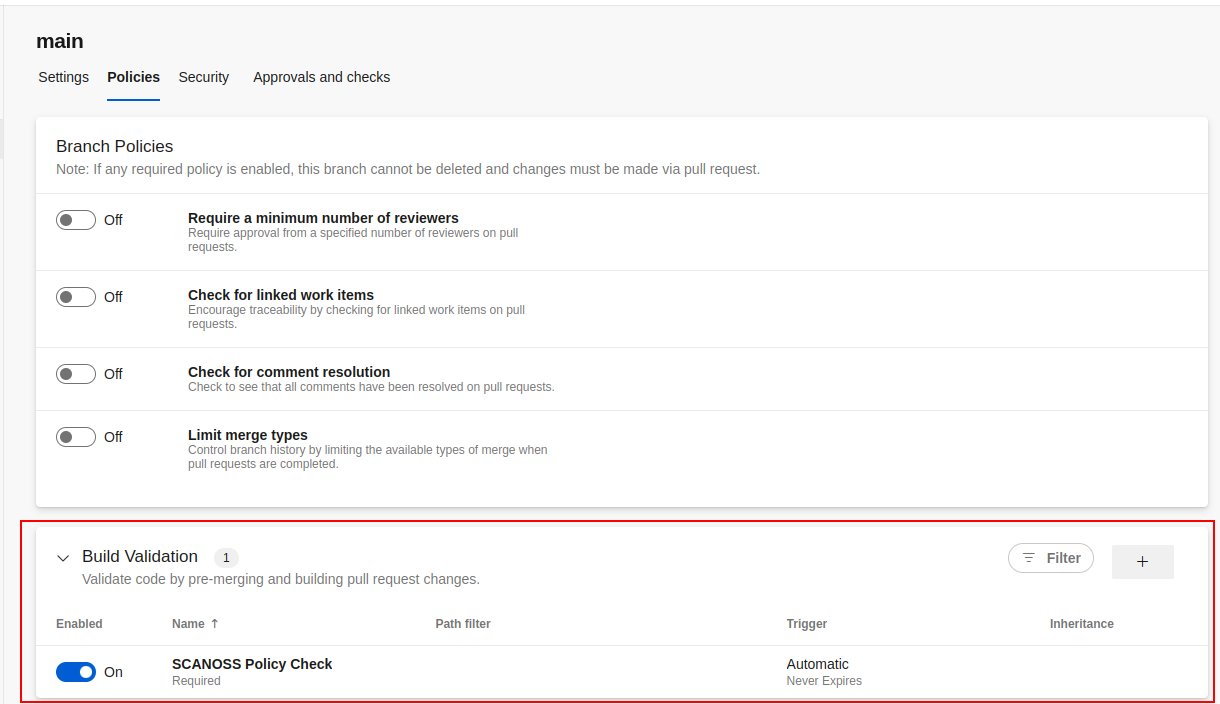 main
Settings Policies Security Approvals and checks
Branch Policies
Note: If any required policy is enabled, this branch cannot be deleted and changes must be made via pull request.
Off
Require a minimum number of reviewers
Require approval from a specified number of reviewers on pull
requests.
Off
Check for linked work items
Encourage traceability by checking for linked work items on pull
requests.
Off
Check for comment resolution
Check to see that all comments have been resolved on pull requests.
Off
Limit merge types
Control branch history by limiting the available types of merge when
pull requests are completed.
Build Validation 1
Validate code by pre-merging and building pull request changes.
Filter +
Enabled Name ↑ Path filter Trigger Inheritance
On
SCANOSS Policy Check
Required
Automatic
Never Expires